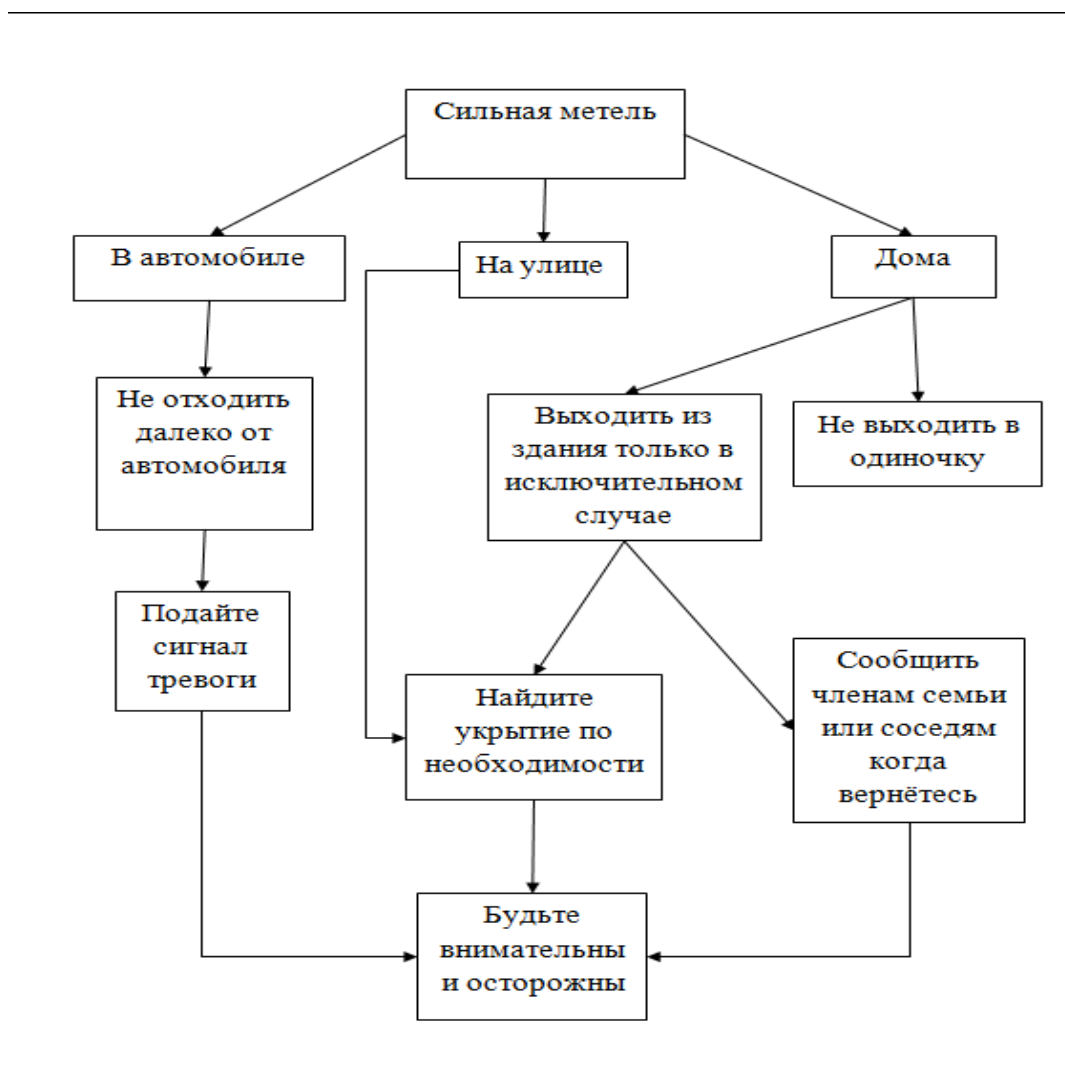 Сильная метель
В автомобиле
На улице
Дома
Не отходить
далеко от
автомобиля
Выходить из
здания только в
исключительном
случае
Не выходить в
одиночку
Подайте
сигнал
тревоги
Найдите
укрытие по
необходимости
Сообщить
членам семьи
или соседям
когда
вернётесь
Будьте
внимательны
и осторожны